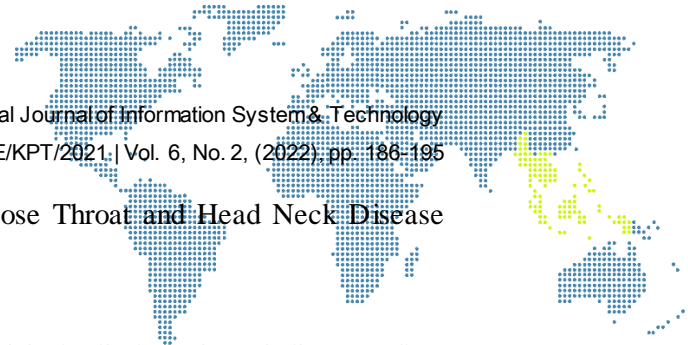 al Journal of Information System & Technology
E/KPT/2021 | Vol. 6, No. 2, (2022), pp. 186-195
ose Throat and Head Neck Disease